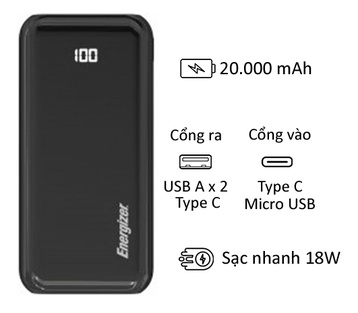 100
Energizer
20.000 mAh
Cổng ra
Cổng vào
USB A x 2
Type C
Type C
Micro USB
Sạc nhanh 18W